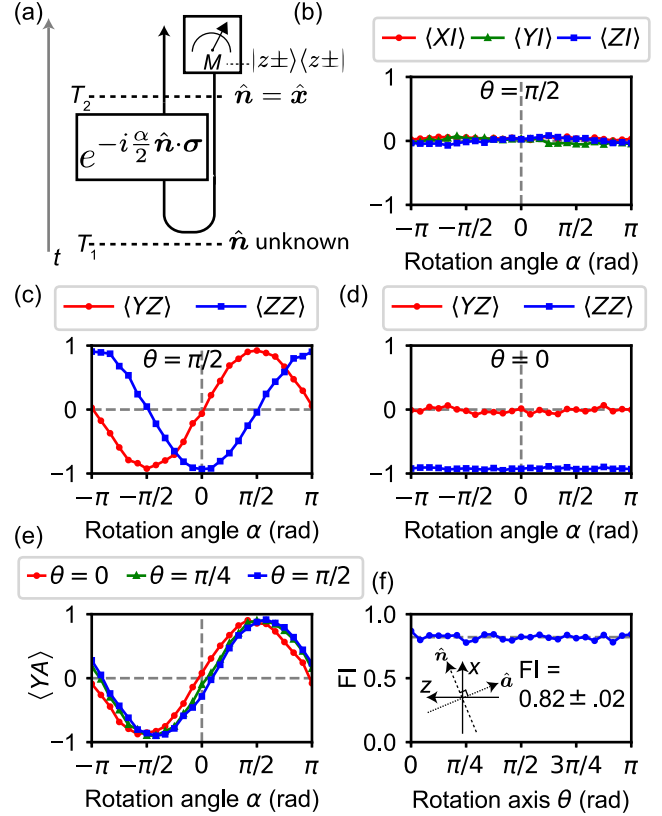 (a)
M
|z±⟩⟨z±|
T₂
n̂ = x̂
e^{-i\frac{α}{2}n̂·σ}
T₁
n̂ unknown
t
(b)
⟨XI⟩ ⟨YI⟩ ⟨ZI⟩
θ = π/2
1
0
−1
−π −π/2 0 π/2 π
Rotation angle α (rad)
(c)
⟨YZ⟩ ⟨ZZ⟩
θ = π/2
1
0
−1
−π −π/2 0 π/2 π
Rotation angle α (rad)
(d)
⟨YZ⟩ ⟨ZZ⟩
θ = 0
1
0
−1
−π −π/2 0 π/2 π
Rotation angle α (rad)
(e)
θ = 0 θ = π/4 θ = π/2
⟨YA⟩
1
0
−1
−π −π/2 0 π/2 π
Rotation angle α (rad)
(f)
FI
1.0
0.5
0.0
n̂
x
â
z
FI =
0.82 ± .02
0 π/4 π/2 3π/4 π
Rotation axis θ (rad)